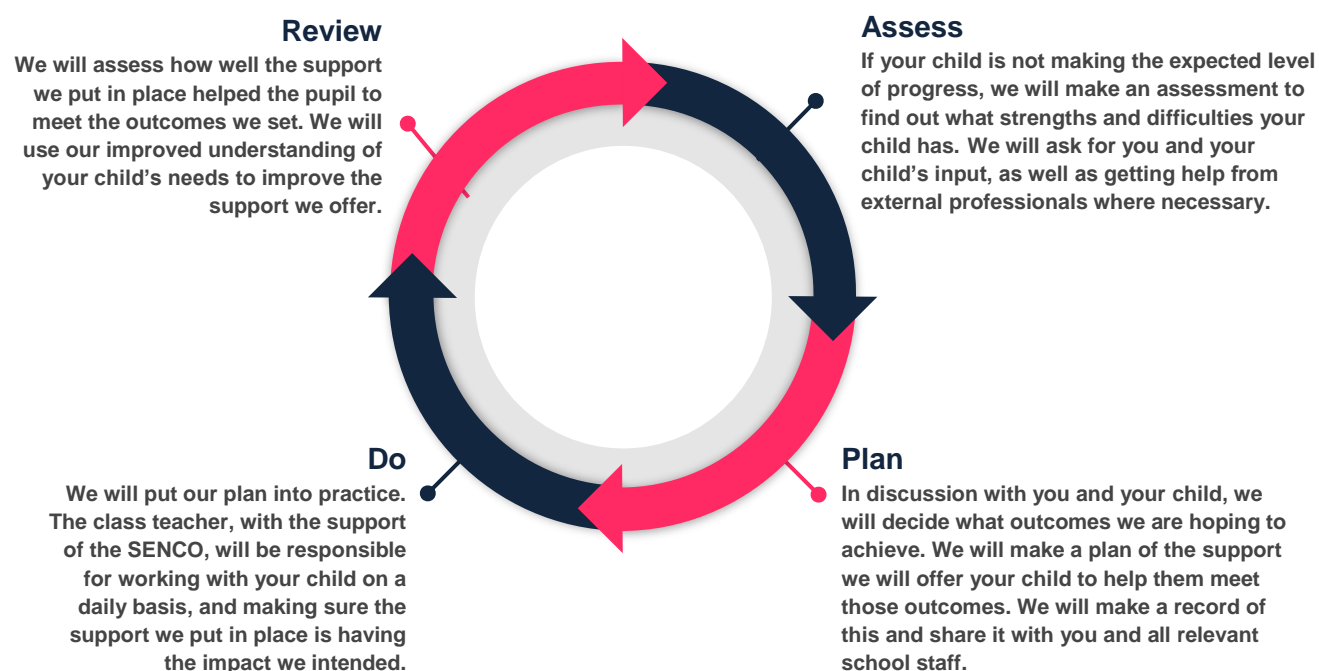 Review
We will assess how well the support
we put in place helped the pupil to
meet the outcomes we set. We will
use our improved understanding of
your child’s needs to improve the
support we offer.
Assess
If your child is not making the expected level
of progress, we will make an assessment to
find out what strengths and difficulties your
child has. We will ask for you and your
child’s input, as well as getting help from
external professionals where necessary.
Do
We will put our plan into practice.
The class teacher, with the support
of the SENCO, will be responsible
for working with your child on a
daily basis, and making sure the
support we put in place is having
the impact we intended.
Plan
In discussion with you and your child, we
will decide what outcomes we are hoping to
achieve. We will make a plan of the support
we will offer your child to help them meet
those outcomes. We will make a record of
this and share it with you and all relevant
school staff.